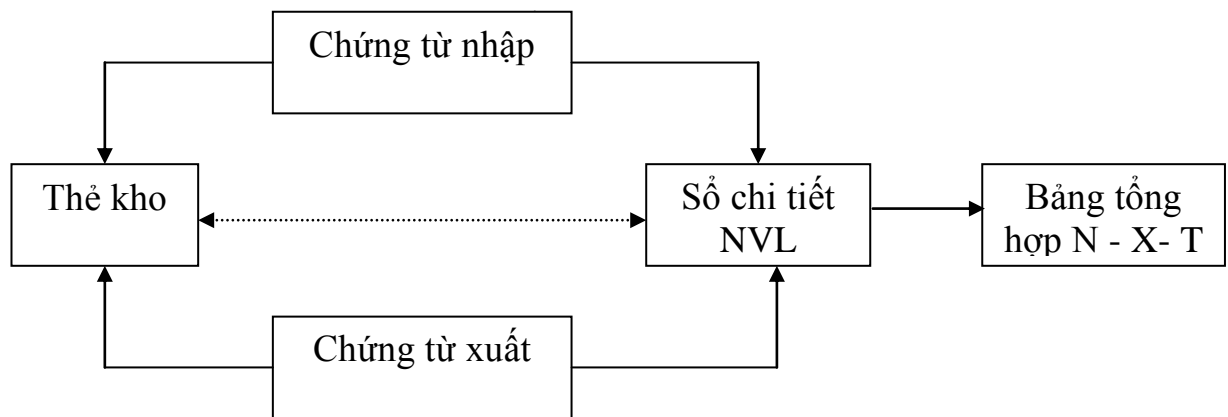 Chứng từ nhập
Thẻ kho
Sổ chi tiết
NVL
Bảng tổng
hợp N - X- T
Chứng từ xuất